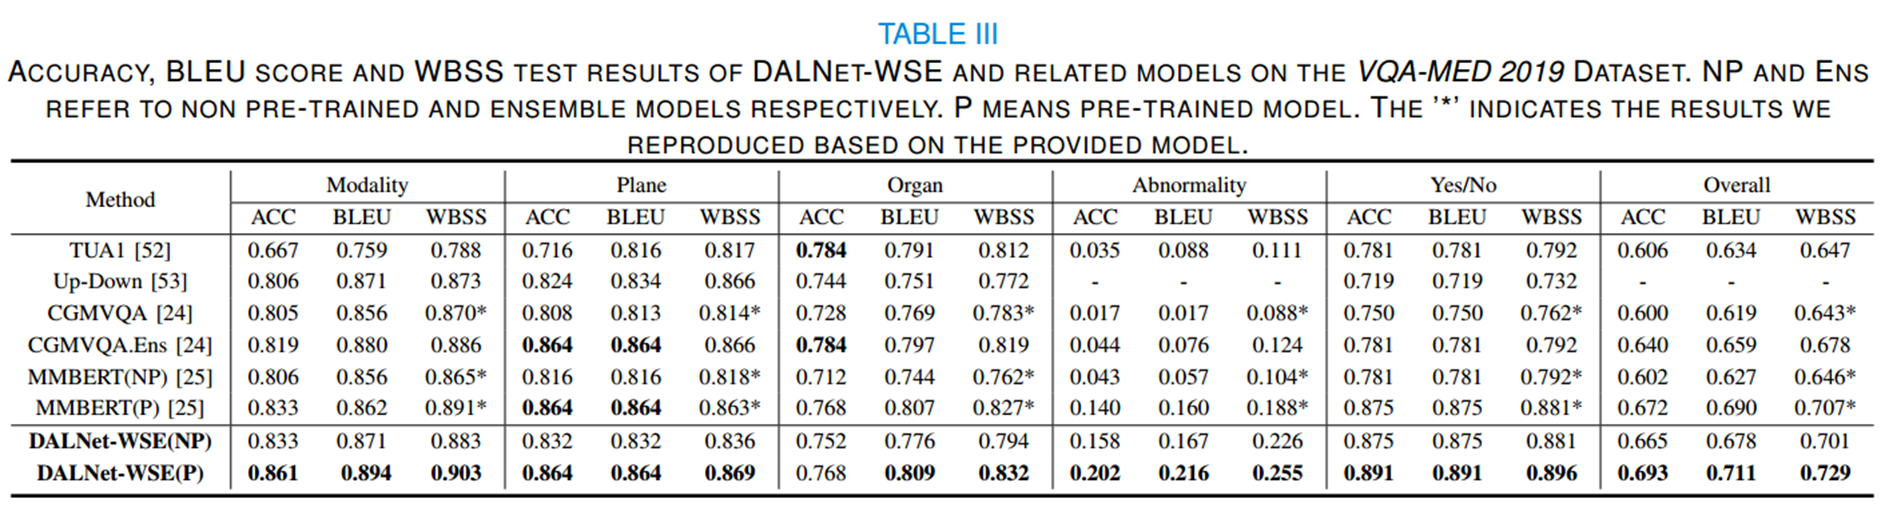 TABLE III
ACCURACY, BLEU SCORE AND WBSS TEST RESULTS OF DALNET-WSE AND RELATED MODELS ON THE VQA-MED 2019 DATASET. NP AND ENS
REFER TO NON PRE-TRAINED AND ENSEMBLE MODELS RESPECTIVELY. P MEANS PRE-TRAINED MODEL. THE '*' INDICATES THE RESULTS WE
REPRODUCED BASED ON THE PROVIDED MODEL.
Method Modality Plane Organ Abnormality Yes/No Overall
ACC BLEU WBSS ACC BLEU WBSS ACC BLEU WBSS ACC BLEU WBSS ACC BLEU WBSS ACC BLEU WBSS
TUA1 [52] 0.667 0.759 0.788 0.716 0.816 0.817 0.784 0.791 0.812 0.035 0.088 0.111 0.781 0.781 0.792 0.606 0.634 0.647
Up-Down [53] 0.806 0.871 0.873 0.824 0.834 0.866 0.744 0.751 0.772 - - - 0.719 0.719 0.732 - - -
CGMVQA [24] 0.805 0.856 0.870* 0.808 0.813 0.814* 0.728 0.769 0.783* 0.017 0.017 0.088* 0.750 0.750 0.762* 0.600 0.619 0.643*
CGMVQA.Ens [24] 0.819 0.880 0.886 0.864 0.864 0.866 0.784 0.797 0.819 0.044 0.076 0.124 0.781 0.781 0.792 0.640 0.659 0.678
MMBERT(NP) [25] 0.806 0.856 0.865* 0.816 0.816 0.818* 0.712 0.744 0.762* 0.043 0.057 0.104* 0.781 0.781 0.792* 0.602 0.627 0.646*
MMBERT(P) [25] 0.833 0.862 0.891* 0.864 0.864 0.863* 0.768 0.807 0.827* 0.140 0.160 0.188* 0.875 0.875 0.881* 0.672 0.690 0.707*
DALNet-WSE(NP) 0.833 0.871 0.883 0.832 0.832 0.836 0.752 0.776 0.794 0.158 0.167 0.226 0.875 0.875 0.881 0.665 0.678 0.701
DALNet-WSE(P) 0.861 0.894 0.903 0.864 0.864 0.869 0.768 0.809 0.832 0.202 0.216 0.255 0.891 0.891 0.896 0.693 0.711 0.729